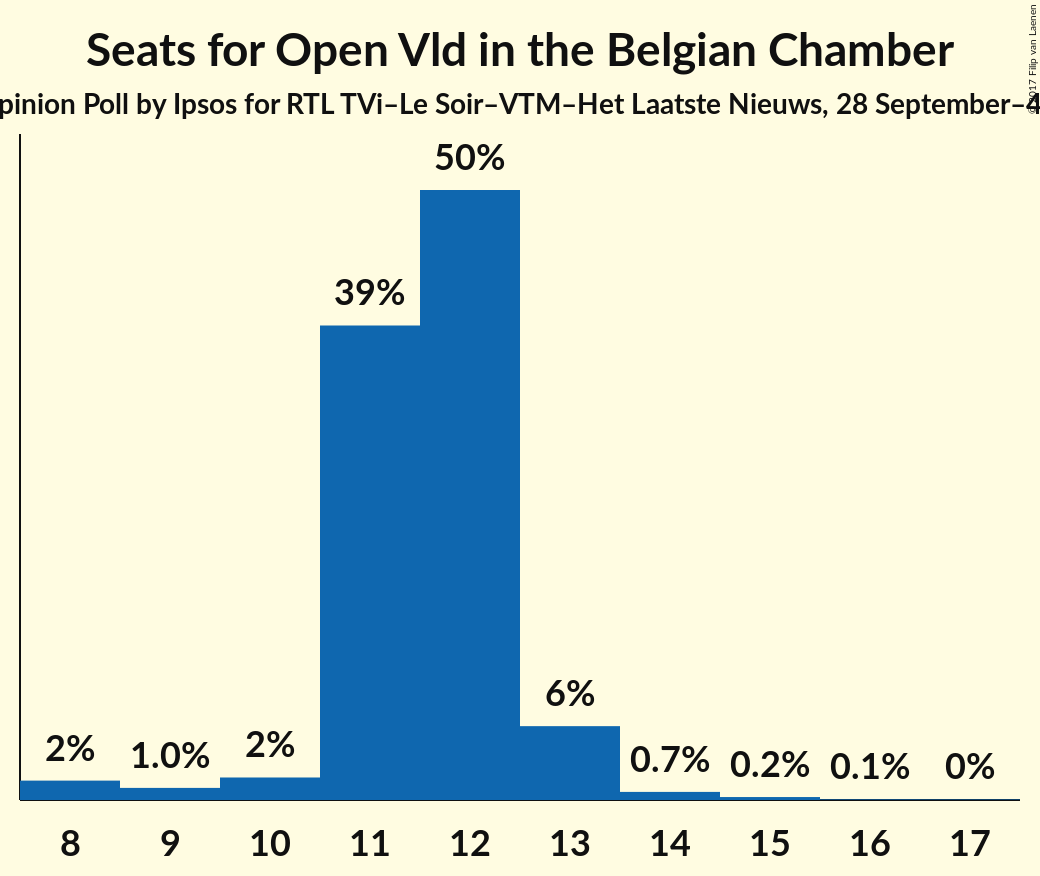 Seats for Open Vld in the Belgian Chamber
pinion Poll by Ipsos for RTL TVi–Le Soir–VTM–Het Laatste Nieuws, 28 September–4
© 2017 Filip van Laenen
50%
39%
6%
2%
1.0%
2%
0.7%
0.2%
0.1%
0%
8 9 10 11 12 13 14 15 16 17